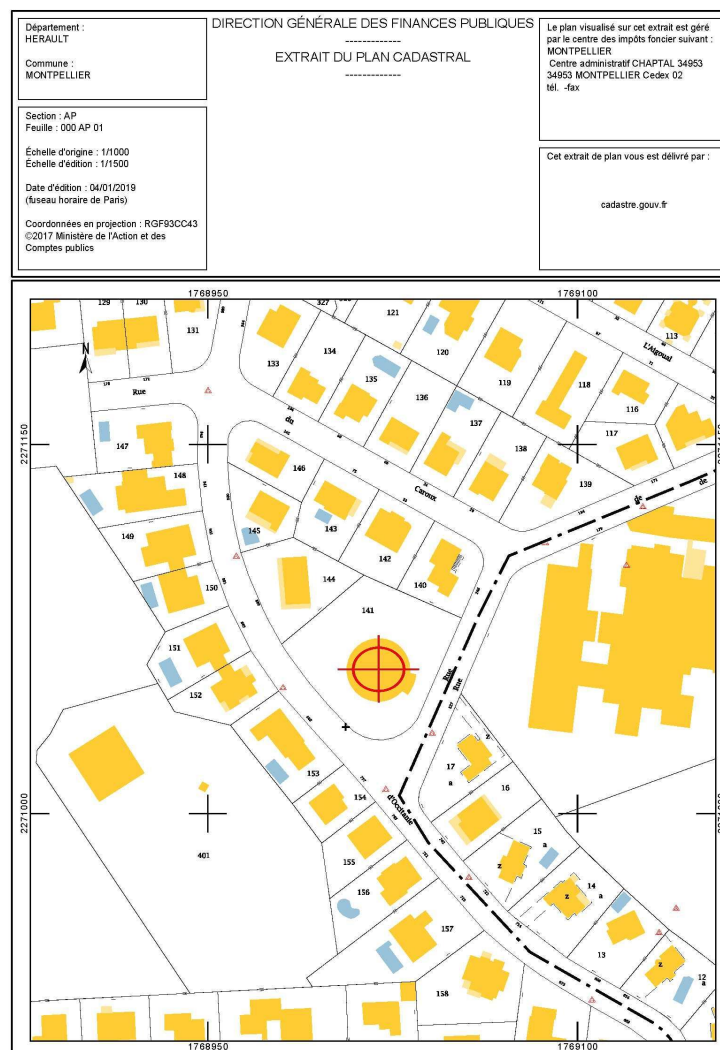 Département :
HERAULT
Commune :
MONTPELLIER
Section : AP
Feuille : 000 AP 01
Échelle d'origine : 1/1000
Échelle d'édition : 1/1500
Date d'édition : 04/01/2019
(fuseau horaire de Paris)
Coordonnées en projection : RGF93CC43
©2017 Ministère de l'Action et des
Comptes publics
DIRECTION GÉNÉRALE DES FINANCES PUBLIQUES
-------------
EXTRAIT DU PLAN CADASTRAL
-------------
Le plan visualisé sur cet extrait est géré
par le centre des impôts foncier suivant :
MONTPELLIER
Centre administratif CHAPTAL 34953
34953 MONTPELLIER Cedex 02
tél. -fax
Cet extrait de plan vous est délivré par :
cadastre.gouv.fr
1768950
1769100
129
130
131
327
121
113
120
L'Aigoual
133
134
119
118
135
N
136
116
Rue
du
137
117
2271150
2271150
147
138
146
148
139
Caroux
de
de
145
143
149
142
144
140
150
141
151
Rue
Rue
152
z
17
a
153
16
154
d'Occitanie
2271000
2271000
15
a
401
155
z
14
156
z
a
157
13
z
12
a
158
1768950
1769100